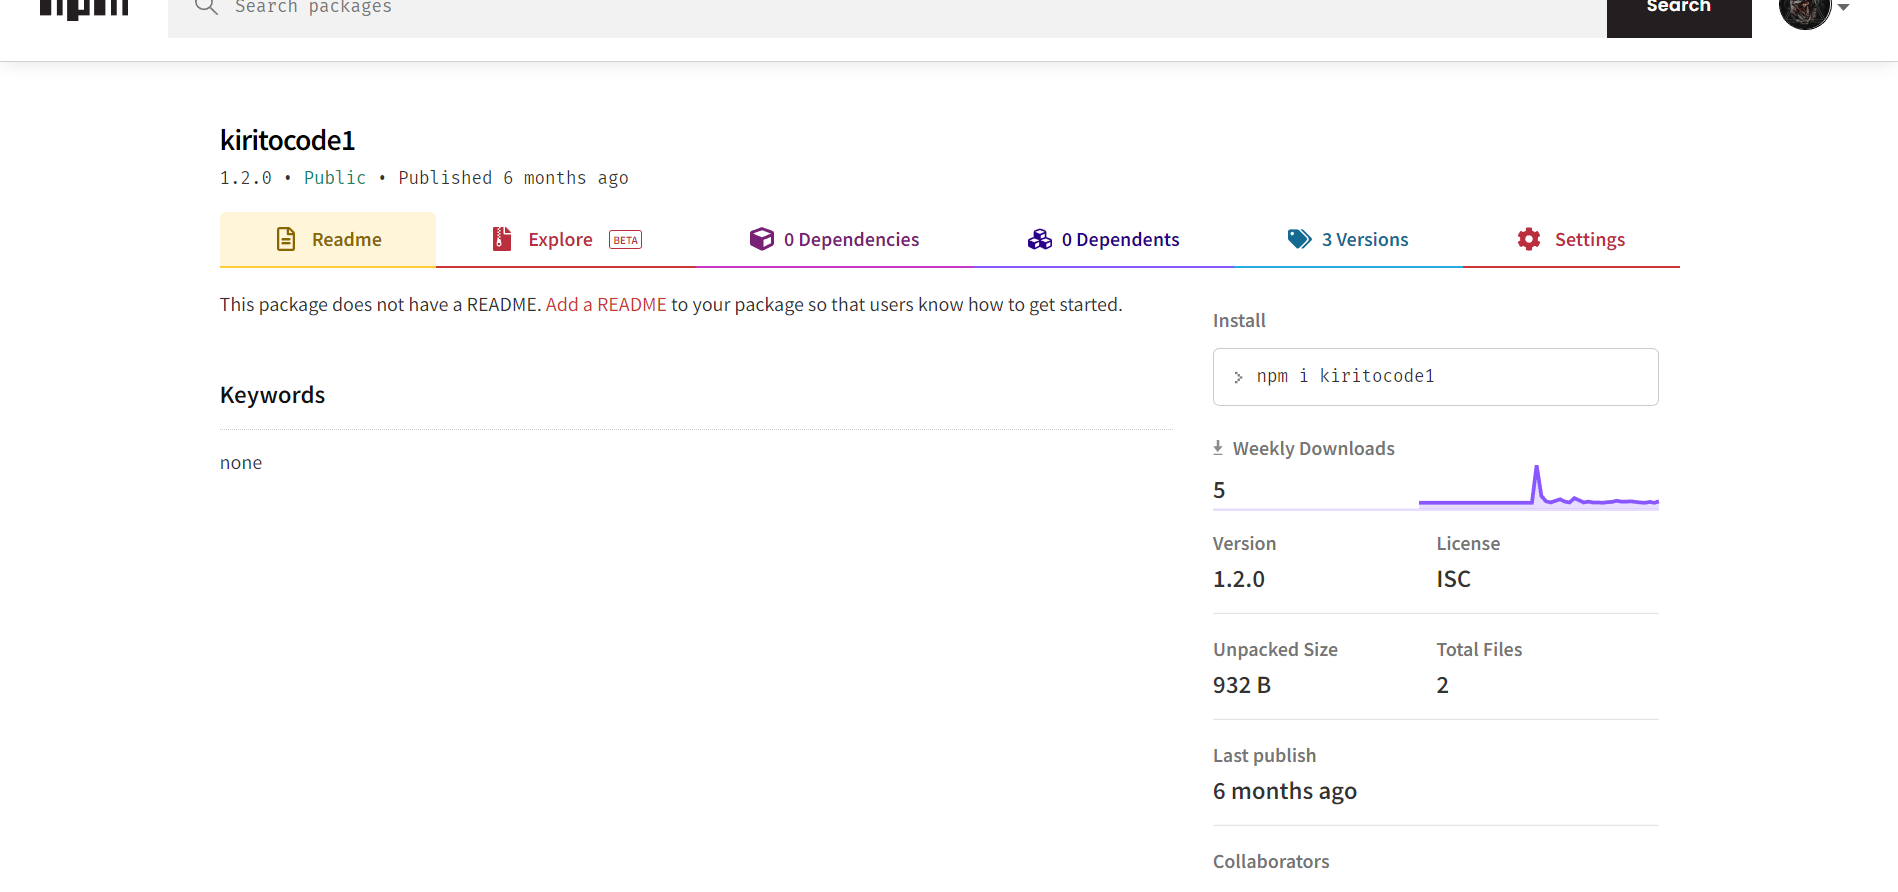 npm
Search packages
Search
kiritocode1
1.2.0 • Public • Published 6 months ago
Readme
Explore BETA
0 Dependencies
0 Dependents
3 Versions
Settings
This package does not have a README. Add a README to your package so that users know how to get started.
Keywords
none
Install
> npm i kiritocode1
Weekly Downloads
5
Version
1.2.0
License
ISC
Unpacked Size
932 B
Total Files
2
Last publish
6 months ago
Collaborators